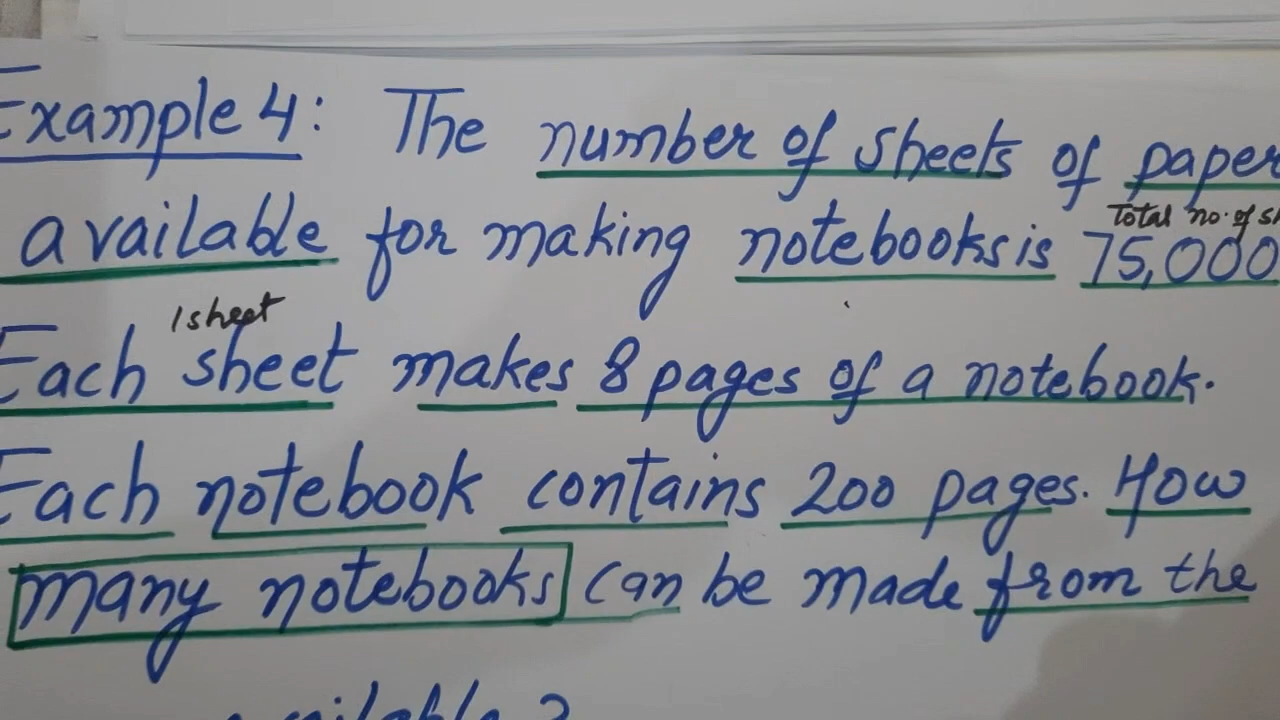 Example 4: The number of sheets of paper
Total no. of
available for making notebooks is 75,000
1 sheet
Each sheet makes 8 pages of a notebook.
Each notebook contains 200 pages. How
many notebooks can be made from the
available?